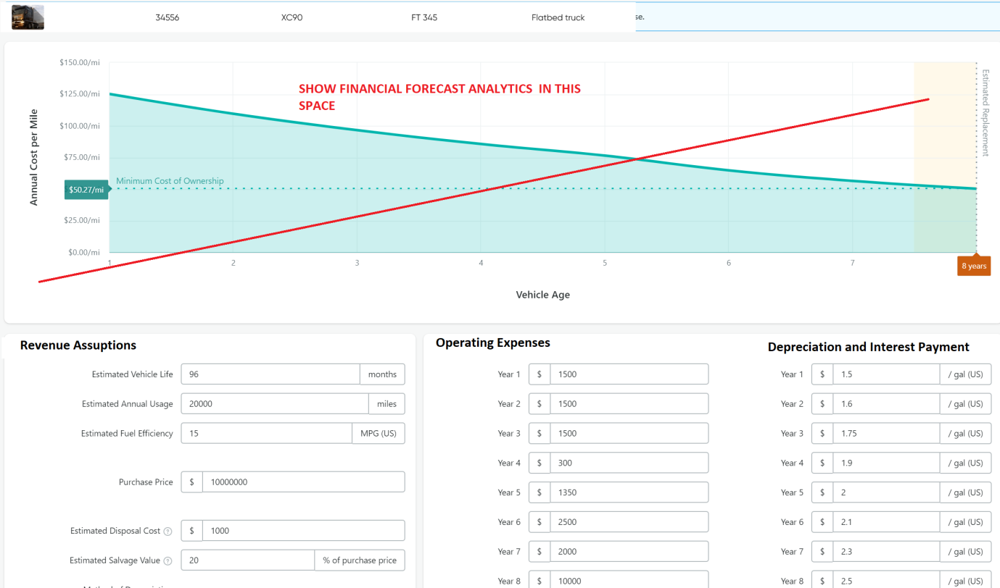 34556 XC90 FT 345 Flatbed truck se.
$150.00/mi
SHOW FINANCIAL FORECAST ANALYTICS IN THIS
SPACE
$125.00/mi
$100.00/mi
$75.00/mi
Minimum Cost of Ownership
$50.27/mi
$25.00/mi
$0.00/mi
Annual Cost per Mile
Estimated Replacement
1 2 3 4 5 6 7
8 years
Vehicle Age
Revenue Assuptions
Estimated Vehicle Life 96 months
Estimated Annual Usage 20000 miles
Estimated Fuel Efficiency 15 MPG (US)
Purchase Price $ 10000000
Estimated Disposal Cost ? $ 1000
Estimated Salvage Value ? 20 % of purchase price
Operating Expenses
Year 1 $ 1500
Year 2 $ 1500
Year 3 $ 1500
Year 4 $ 300
Year 5 $ 1350
Year 6 $ 2500
Year 7 $ 2000
Year 8 $ 10000
Depreciation and Interest Payment
Year 1 $ 1.5 / gal (US)
Year 2 $ 1.6 / gal (US)
Year 3 $ 1.75 / gal (US)
Year 4 $ 1.9 / gal (US)
Year 5 $ 2 / gal (US)
Year 6 $ 2.1 / gal (US)
Year 7 $ 2.3 / gal (US)
Year 8 $ 2.5 / gal (US)